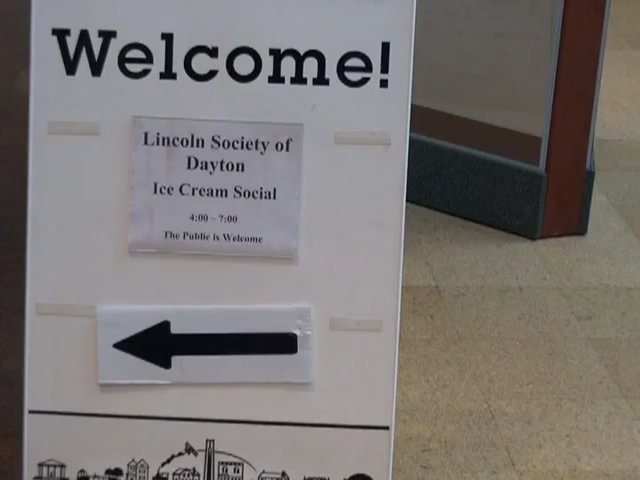 Welcome!
Lincoln Society of
Dayton
Ice Cream Social
4:00 - 7:00
The Public is Welcome